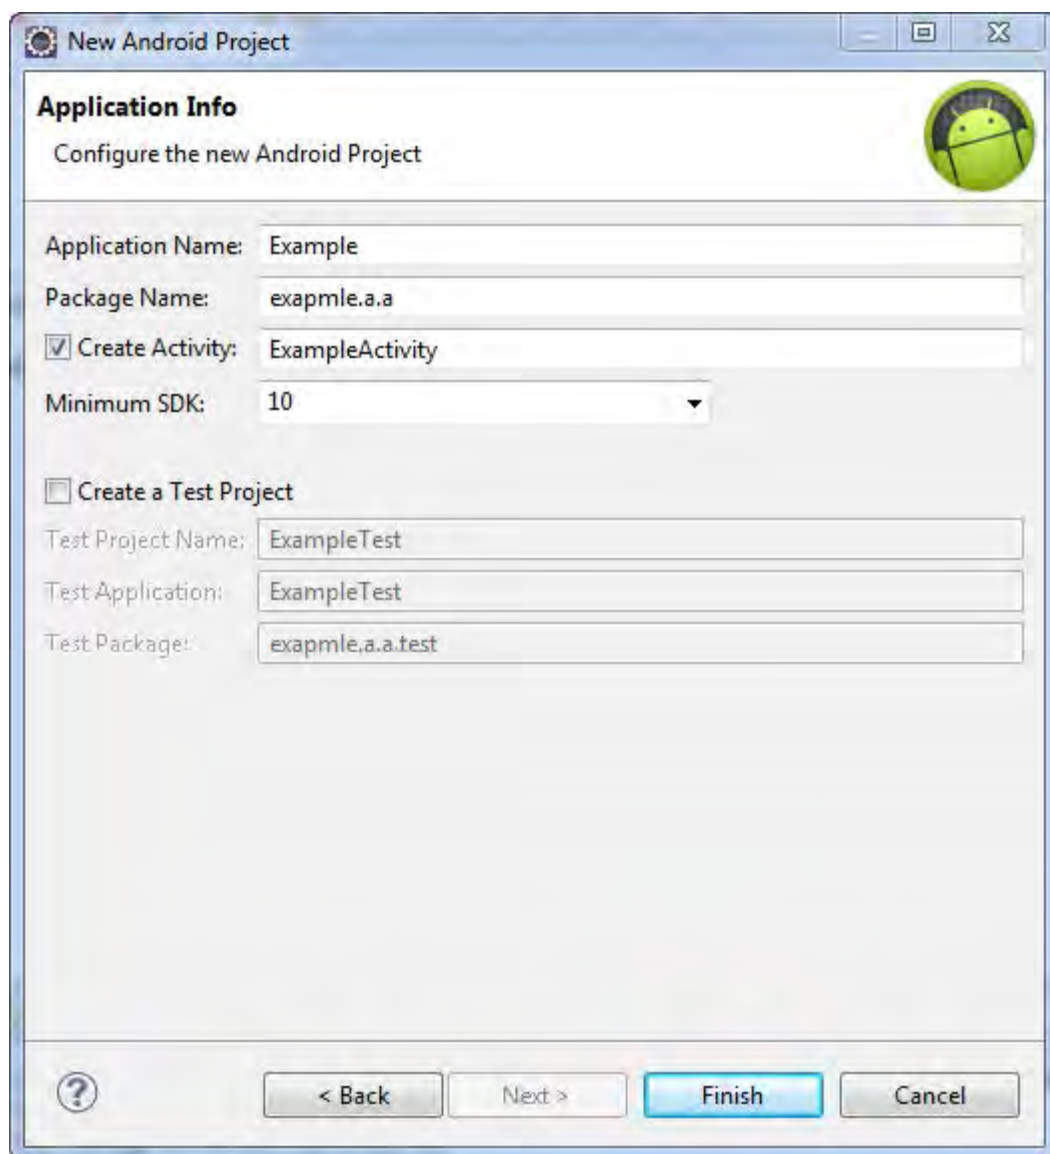 New Android Project
Application Info
Configure the new Android Project
Application Name: Example
Package Name: exapmle.a.a
Create Activity: ExampleActivity
Minimum SDK: 10
Create a Test Project
Test Project Name: ExampleTest
Test Application: ExampleTest
Test Package: exapmle.a.a.test
? < Back Next > Finish Cancel